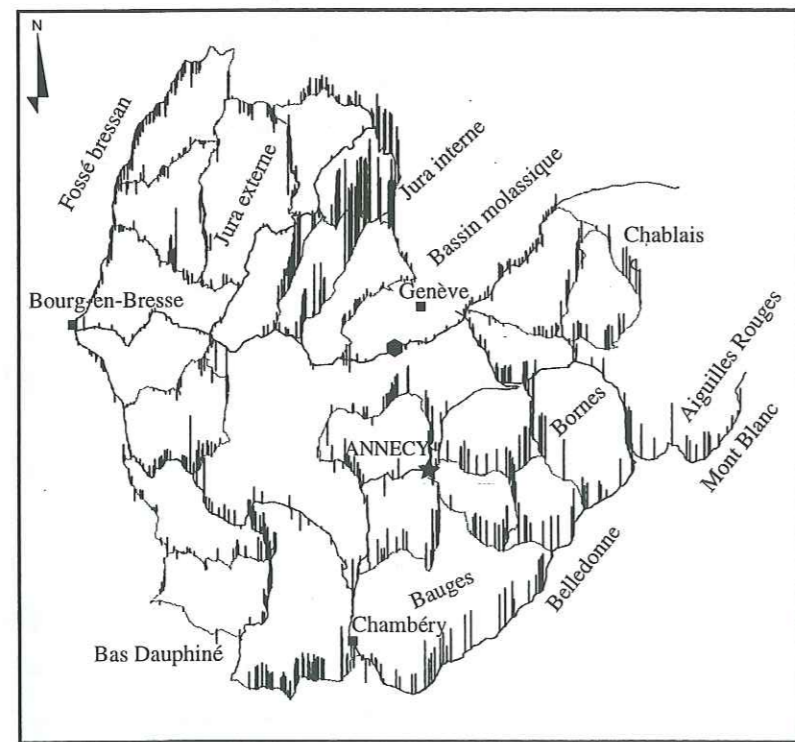 N
Fossé bressan
Jura externe
Jura interne
Bassin molassique
Chablais
Bourg-en-Bresse
Genève
Aiguilles Rouges
Bornes
ANNECY
Mont Blanc
Bauges
Belledonne
Chambéry
Bas Dauphiné